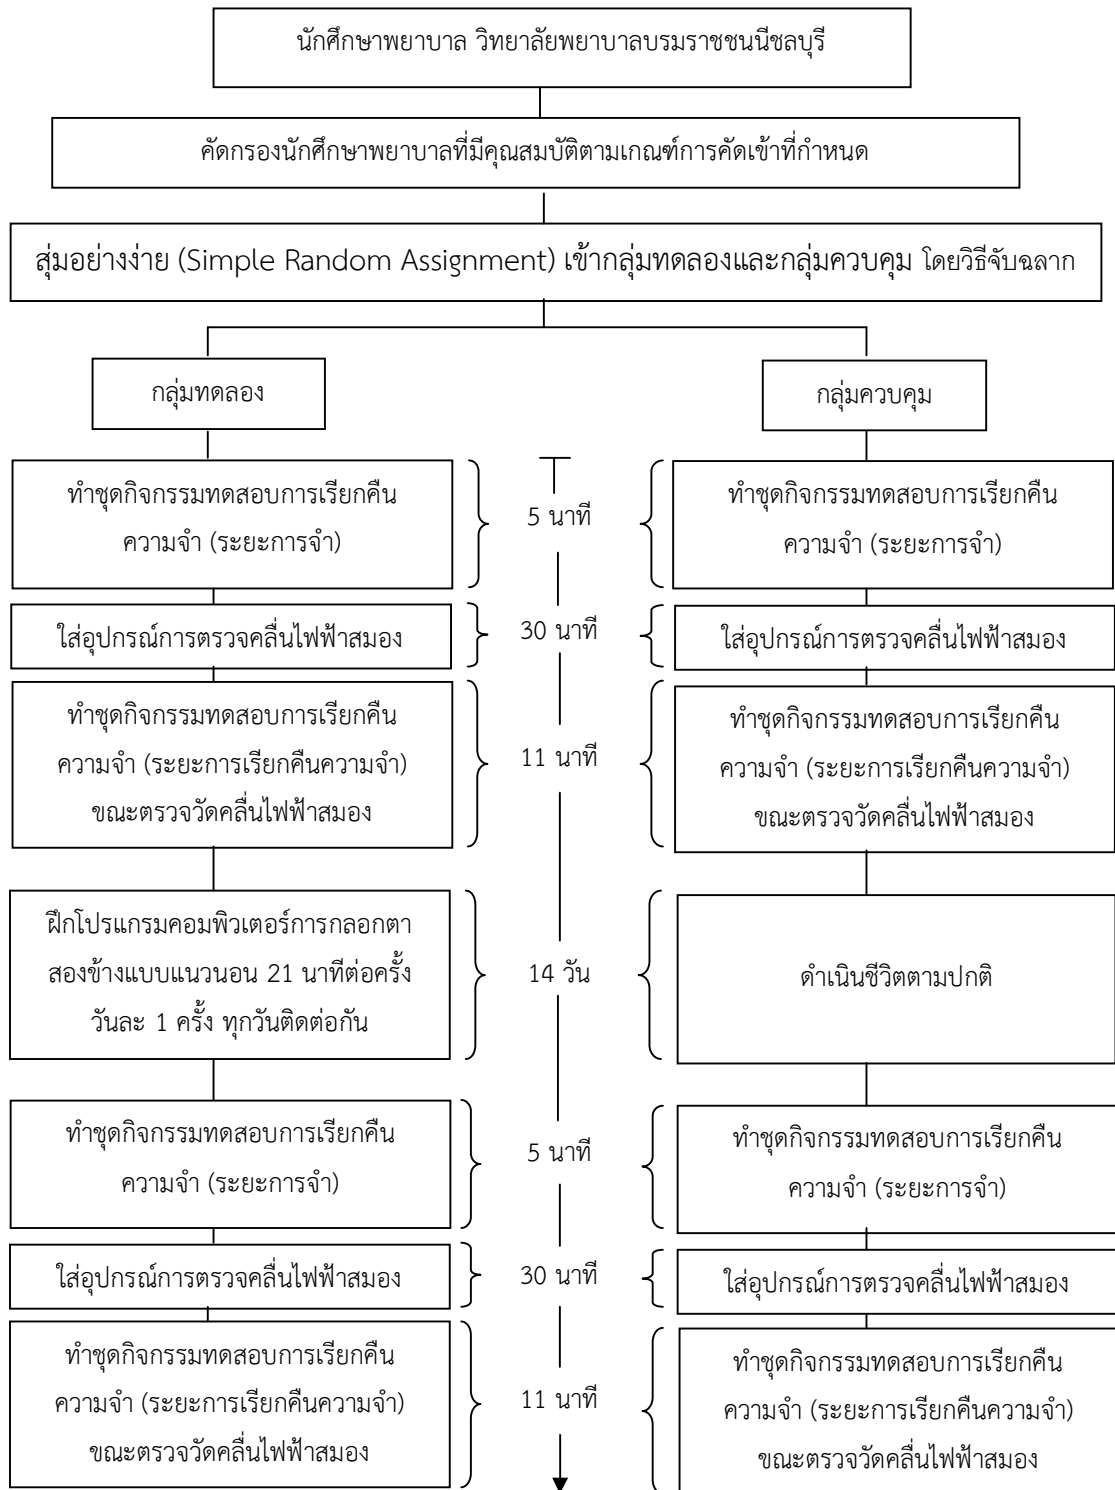 นักศึกษาพยาบาล วิทยาลัยพยาบาลบรมราชชนนีชลบุรี
คัดกรองนักศึกษาพยาบาลที่มีคุณสมบัติตามเกณฑ์การคัดเข้าที่กำหนด
สุ่มอย่างง่าย (Simple Random Assignment) เข้ากลุ่มทดลองและกลุ่มควบคุม โดยวิธีจับฉลาก
กลุ่มทดลอง
กลุ่มควบคุม
ทำชุดกิจกรรมทดสอบการเรียกคืน
ความจำ (ระยะการจำ)
5 นาที
ทำชุดกิจกรรมทดสอบการเรียกคืน
ความจำ (ระยะการจำ)
ใส่อุปกรณ์การตรวจคลื่นไฟฟ้าสมอง
30 นาที
ใส่อุปกรณ์การตรวจคลื่นไฟฟ้าสมอง
ทำชุดกิจกรรมทดสอบการเรียกคืน
ความจำ (ระยะการเรียกคืนความจำ)
ขณะตรวจวัดคลื่นไฟฟ้าสมอง
11 นาที
ทำชุดกิจกรรมทดสอบการเรียกคืน
ความจำ (ระยะการเรียกคืนความจำ)
ขณะตรวจวัดคลื่นไฟฟ้าสมอง
ฝึกโปรแกรมคอมพิวเตอร์การกลอกตา
สองข้างแบบแนวนอน 21 นาทีต่อครั้ง
วันละ 1 ครั้ง ทุกวันติดต่อกัน
14 วัน
ดำเนินชีวิตตามปกติ
ทำชุดกิจกรรมทดสอบการเรียกคืน
ความจำ (ระยะการจำ)
5 นาที
ทำชุดกิจกรรมทดสอบการเรียกคืน
ความจำ (ระยะการจำ)
ใส่อุปกรณ์การตรวจคลื่นไฟฟ้าสมอง
30 นาที
ใส่อุปกรณ์การตรวจคลื่นไฟฟ้าสมอง
ทำชุดกิจกรรมทดสอบการเรียกคืน
ความจำ (ระยะการเรียกคืนความจำ)
ขณะตรวจวัดคลื่นไฟฟ้าสมอง
11 นาที
ทำชุดกิจกรรมทดสอบการเรียกคืน
ความจำ (ระยะการเรียกคืนความจำ)
ขณะตรวจวัดคลื่นไฟฟ้าสมอง